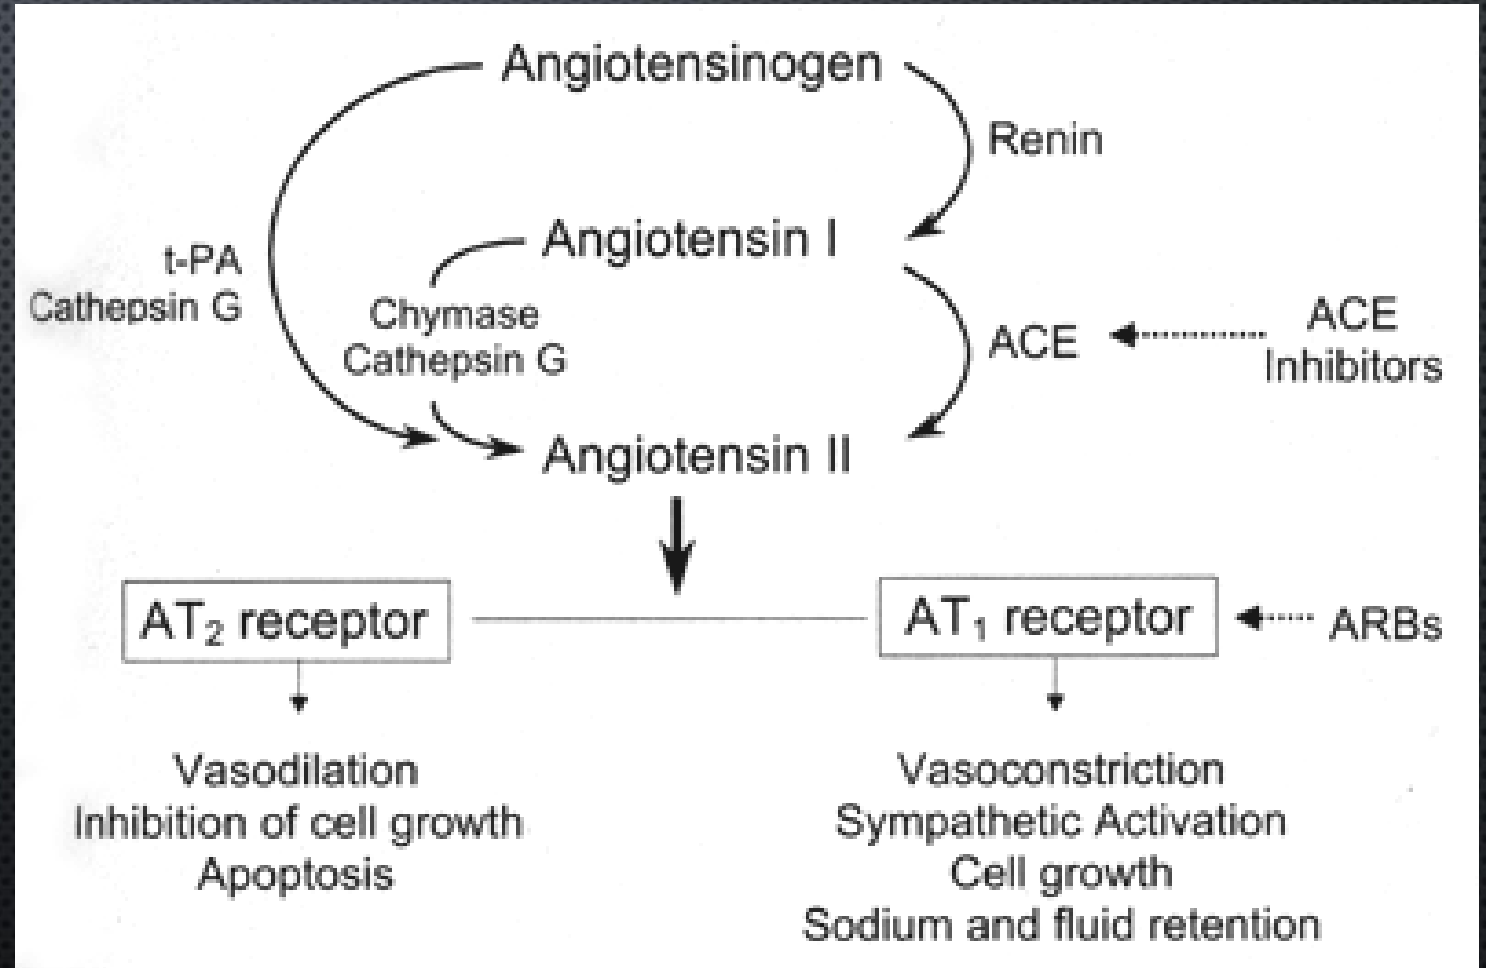 Angiotensinogen
Renin
Angiotensin I
t-PA
Cathepsin G
Chymase
Cathepsin G
ACE
ACE
Inhibitors
Angiotensin II
AT₂ receptor
AT₁ receptor
ARBs
Vasodilation
Inhibition of cell growth
Apoptosis
Vasoconstriction
Sympathetic Activation
Cell growth
Sodium and fluid retention